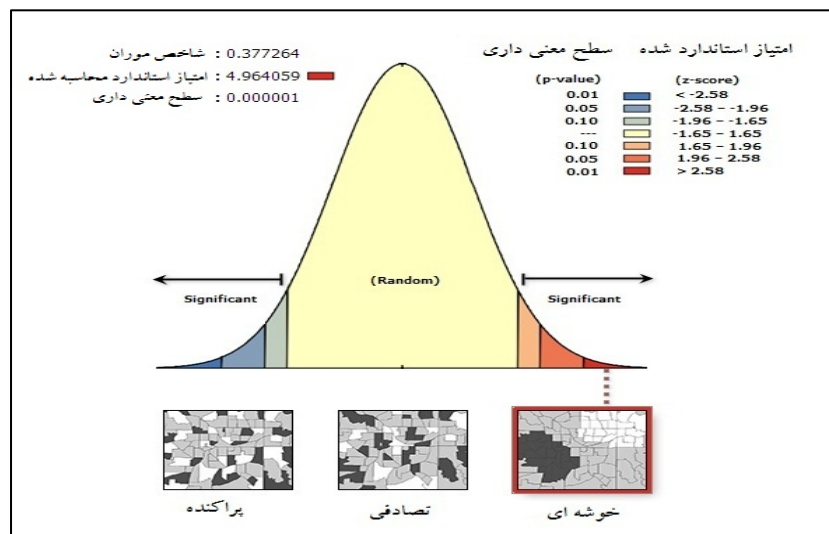 شاخص موران : 0.377264
امتیاز استاندارد محاسبه شده : 4.964059
سطح معنی داری : 0.000001
سطح معنی داری امتیاز استاندارد شده
(p-value) (z-score)
0.01 < -2.58
0.05 -2.58 - -1.96
0.10 -1.96 - -1.65
--- -1.65 - 1.65
0.10 1.65 - 1.96
0.05 1.96 - 2.58
0.01 > 2.58
Significant (Random) Significant
پراکنده تصادفی خوشه ای